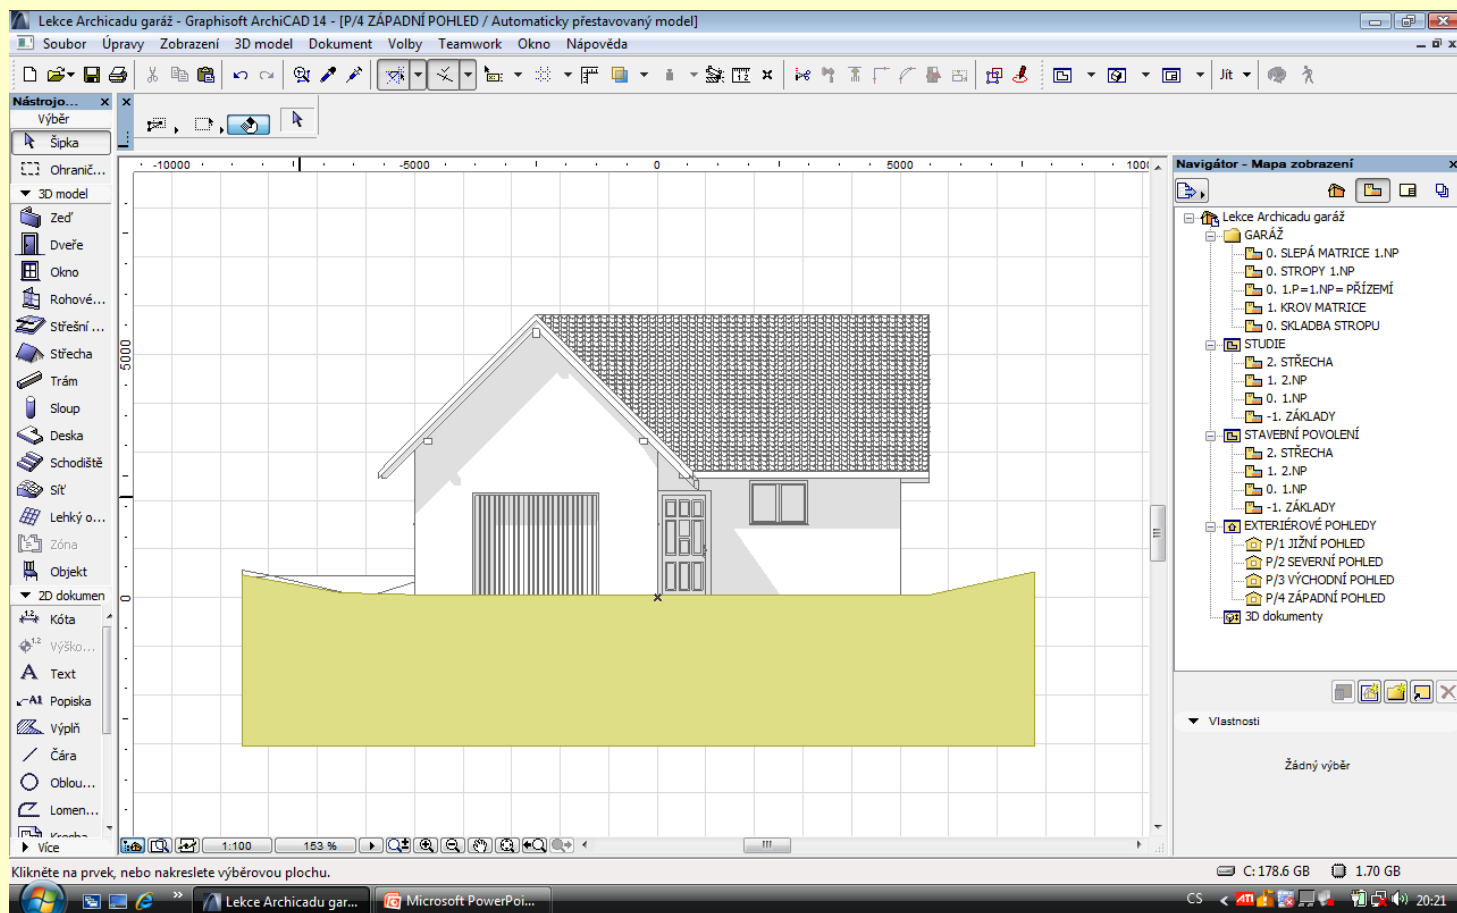 Lekce Archicadu garáž - Graphisoft ArchiCAD 14 - [P/4 ZÁPADNÍ POHLED / Automaticky přestavovaný model]
Soubor Úpravy Zobrazení 3D model Dokument Volby Teamwork Okno Nápověda
Jít
Nástrojo...
Výběr
Šipka
Ohranič...
3D model
Zeď
Dveře
Okno
Rohové...
Střešní ...
Střecha
Trám
Sloup
Deska
Schodiště
Síť
Lehký o...
Zóna
Objekt
2D dokumen
Kóta
Výško...
Text
Popiska
Výplň
Čára
Oblou...
Lomen...
Více
-10000 -5000 0 5000 1000
5000
0
Navigátor - Mapa zobrazení
Lekce Archicadu garáž
GARÁŽ
0. SLEPÁ MATRICE 1.NP
0. STROPY 1.NP
0. 1.P=1.NP= PŘÍZEMÍ
1. KROV MATRICE
0. SKLADBA STROPU
STUDIE
2. STŘECHA
1. 2.NP
0. 1.NP
-1. ZÁKLADY
STAVEBNÍ POVOLENÍ
2. STŘECHA
1. 2.NP
0. 1.NP
-1. ZÁKLADY
EXTERIÉROVÉ POHLEDY
P/1 JIŽNÍ POHLED
P/2 SEVERNÍ POHLED
P/3 VÝCHODNÍ POHLED
P/4 ZÁPADNÍ POHLED
3D dokumenty
Vlastnosti
Žádný výběr
1:100 153 %
Klikněte na prvek, nebo nakreslete výběrovou plochu.
C: 178.6 GB 1.70 GB
Lekce Archicadu gar...
Microsoft PowerPoi...
CS
20:21